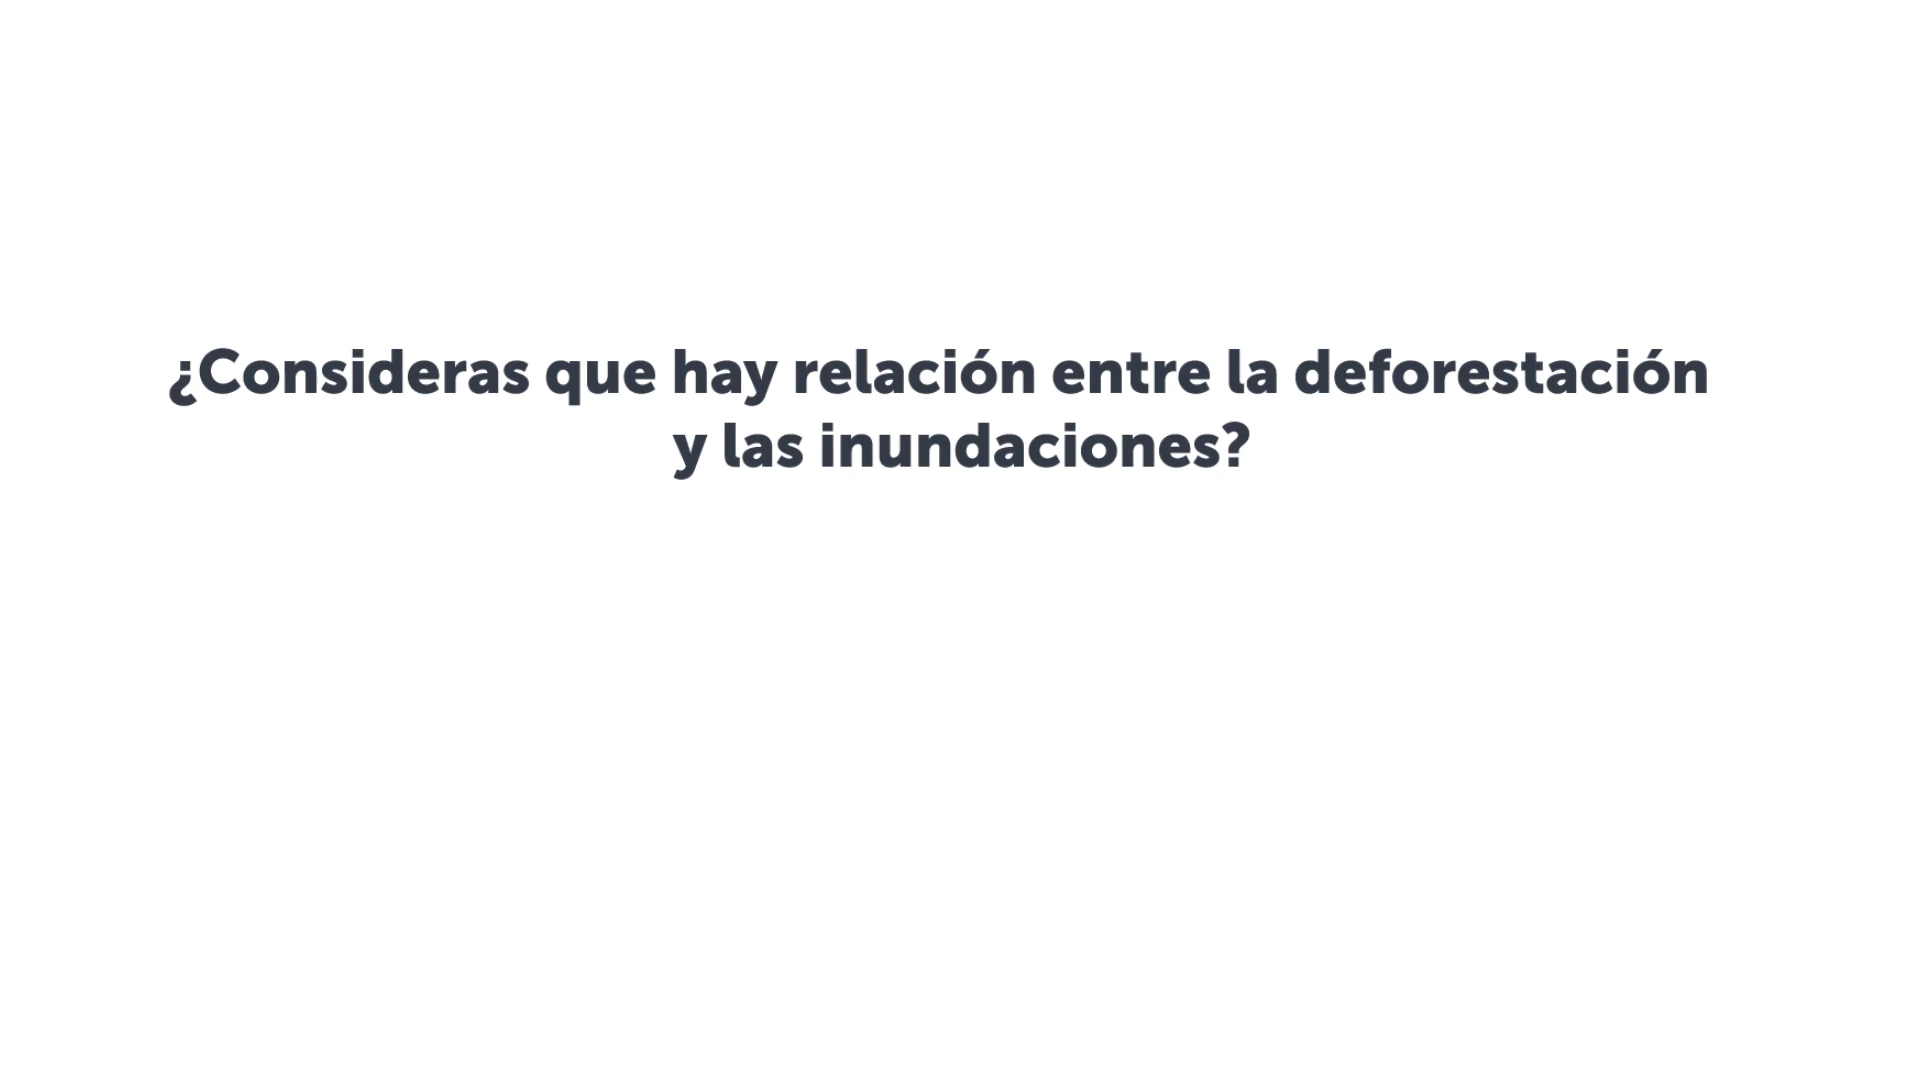 ¿Consideras que hay relación entre la deforestación
y las inundaciones?